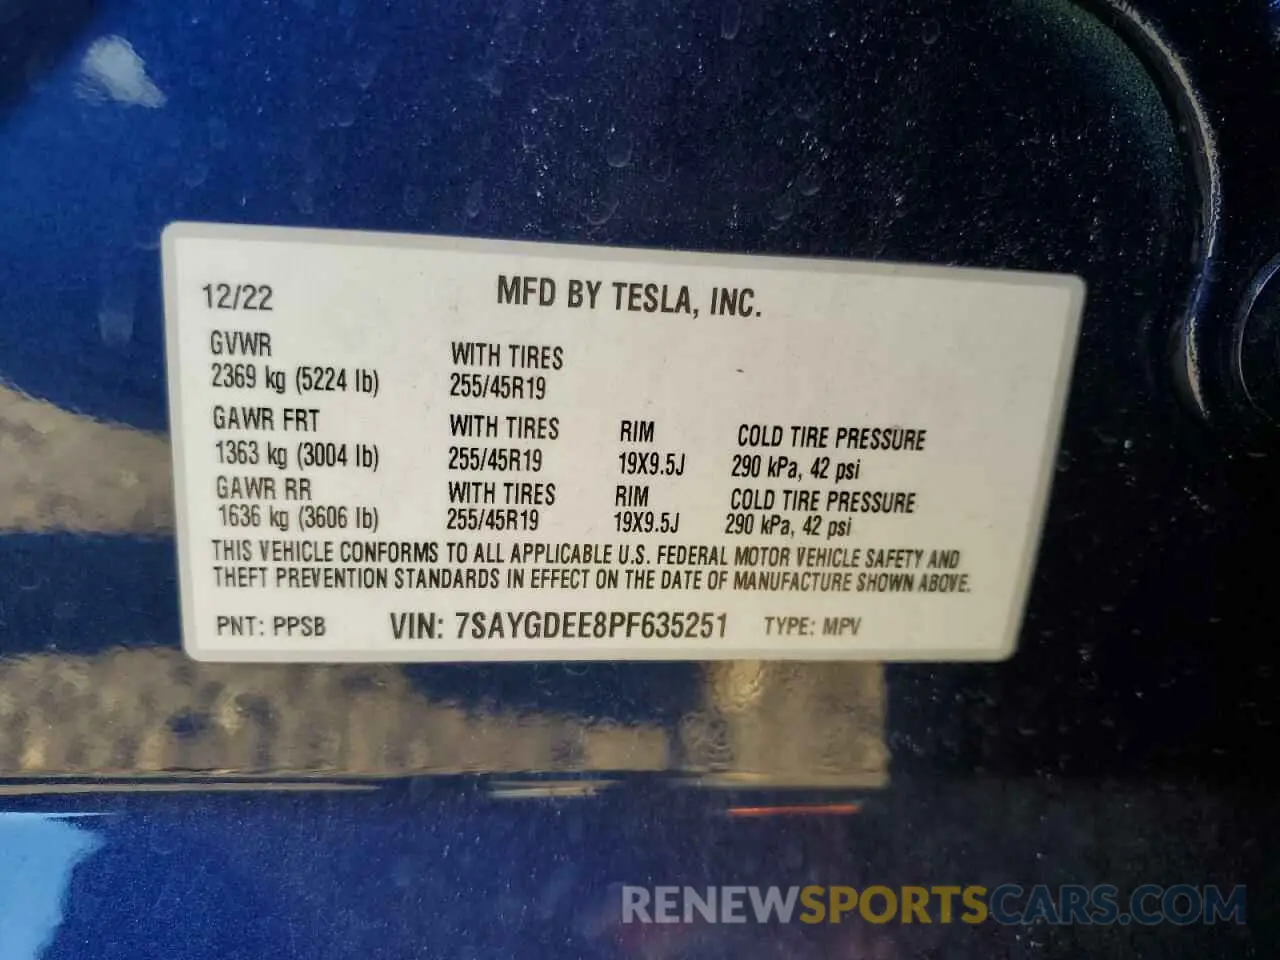 12/22 MFD BY TESLA, INC.
GVWR WITH TIRES
2369 kg (5224 lb) 255/45R19
GAWR FRT WITH TIRES RIM COLD TIRE PRESSURE
1363 kg (3004 lb) 255/45R19 19X9.5J 290 kPa, 42 psi
GAWR RR WITH TIRES RIM COLD TIRE PRESSURE
1636 kg (3606 lb) 255/45R19 19X9.5J 290 kPa, 42 psi
THIS VEHICLE CONFORMS TO ALL APPLICABLE U.S. FEDERAL MOTOR VEHICLE SAFETY AND
THEFT PREVENTION STANDARDS IN EFFECT ON THE DATE OF MANUFACTURE SHOWN ABOVE.
PNT: PPSB VIN: 7SAYGDEE8PF635251 TYPE: MPV
RENEWSPORTSCARS.COM